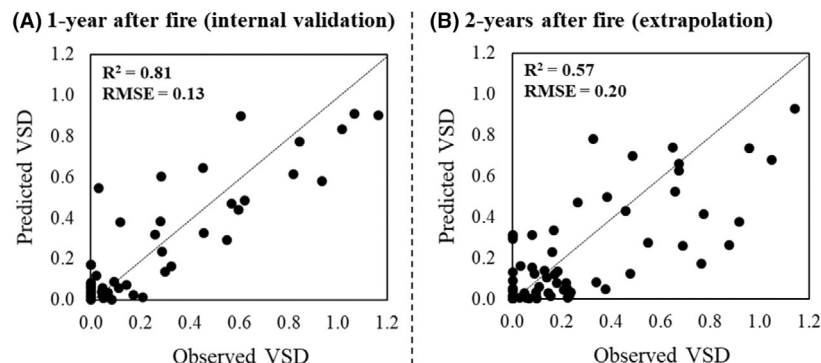 (A) 1-year after fire (internal validation)
R² = 0.81
RMSE = 0.13
Predicted VSD
1.2
1.0
0.8
0.6
0.4
0.2
0.0
0.0 0.2 0.4 0.6 0.8 1.0 1.2
Observed VSD
(B) 2-years after fire (extrapolation)
R² = 0.57
RMSE = 0.20
Predicted VSD
1.2
1.0
0.8
0.6
0.4
0.2
0.0
0.0 0.2 0.4 0.6 0.8 1.0 1.2
Observed VSD